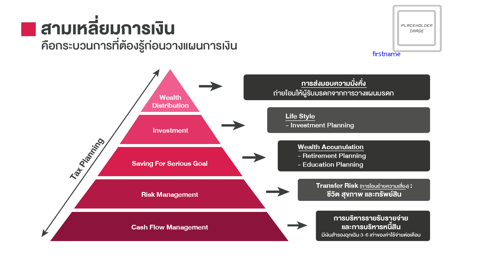 สามเหลี่ยมการเงิน
คือกระบวนการที่ต้องรู้ก่อนวางแผนการเงิน
PLACEHOLDER
IMAGE
firstname
Tax Planning
Wealth
Distribution
การส่งมอบความมั่งคั่ง
ถ่ายโอนให้ผู้รับมรดกจากการวางแผนมรดก
Investment
Life Style
- Investment Planning
Saving For Serious Goal
Wealth Accumulation
- Retirement Planning
- Education Planning
Risk Management
Transfer Risk (การโอนย้ายความเสี่ยง) :
ชีวิต สุขภาพ และทรัพย์สิน
Cash Flow Management
การบริหารรายรับรายจ่าย
และการบริหารหนี้สิน
มีเงินสำรองฉุกเฉิน 3-6 เท่าของค่าใช้จ่ายต่อเดือน